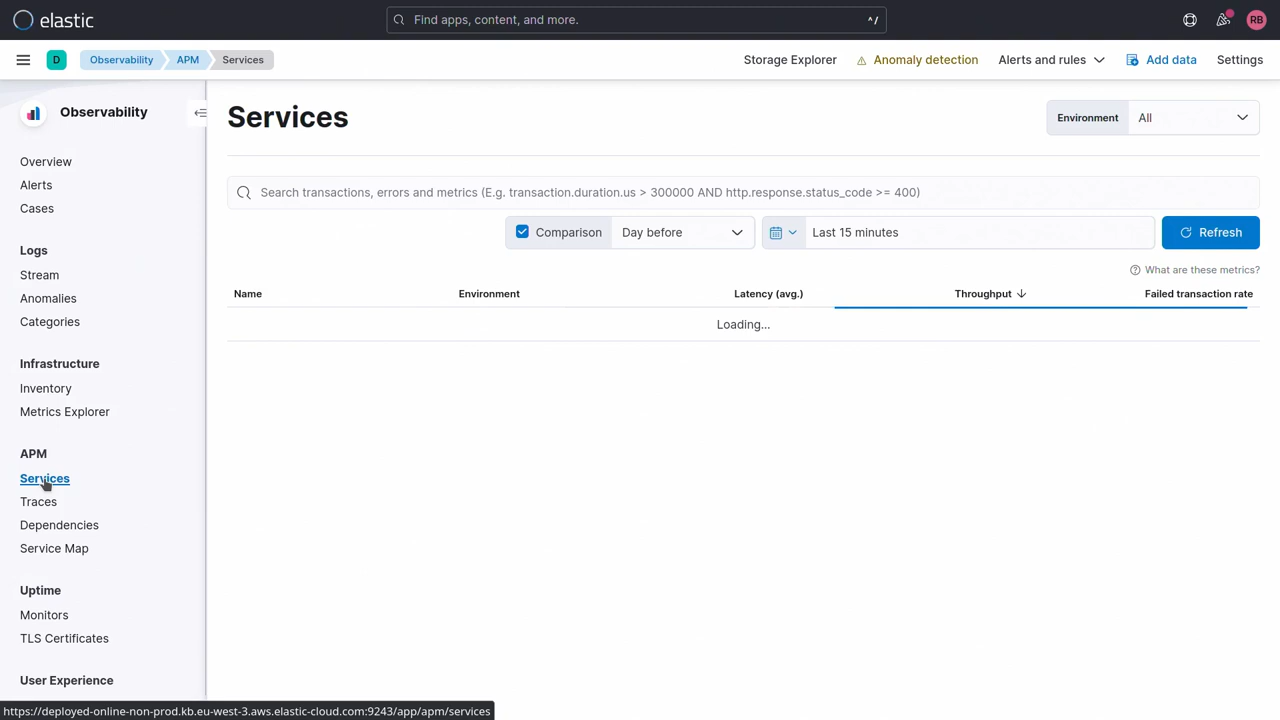 elastic
Find apps, content, and more.
^/
RB
D
Observability
APM
Services
Storage Explorer
Anomaly detection
Alerts and rules
Add data
Settings
Observability
Overview
Alerts
Cases
Logs
Stream
Anomalies
Categories
Infrastructure
Inventory
Metrics Explorer
APM
Services
Traces
Dependencies
Service Map
Uptime
Monitors
TLS Certificates
User Experience
Services
Environment
All
Search transactions, errors and metrics (E.g. transaction.duration.us > 300000 AND http.response.status_code >= 400)
Comparison
Day before
Last 15 minutes
Refresh
What are these metrics?
Name
Environment
Latency (avg.)
Throughput
Failed transaction rate
Loading...
https://deployed-online-non-prod.kb.eu-west-3.aws.elastic-cloud.com:9243/app/apm/services